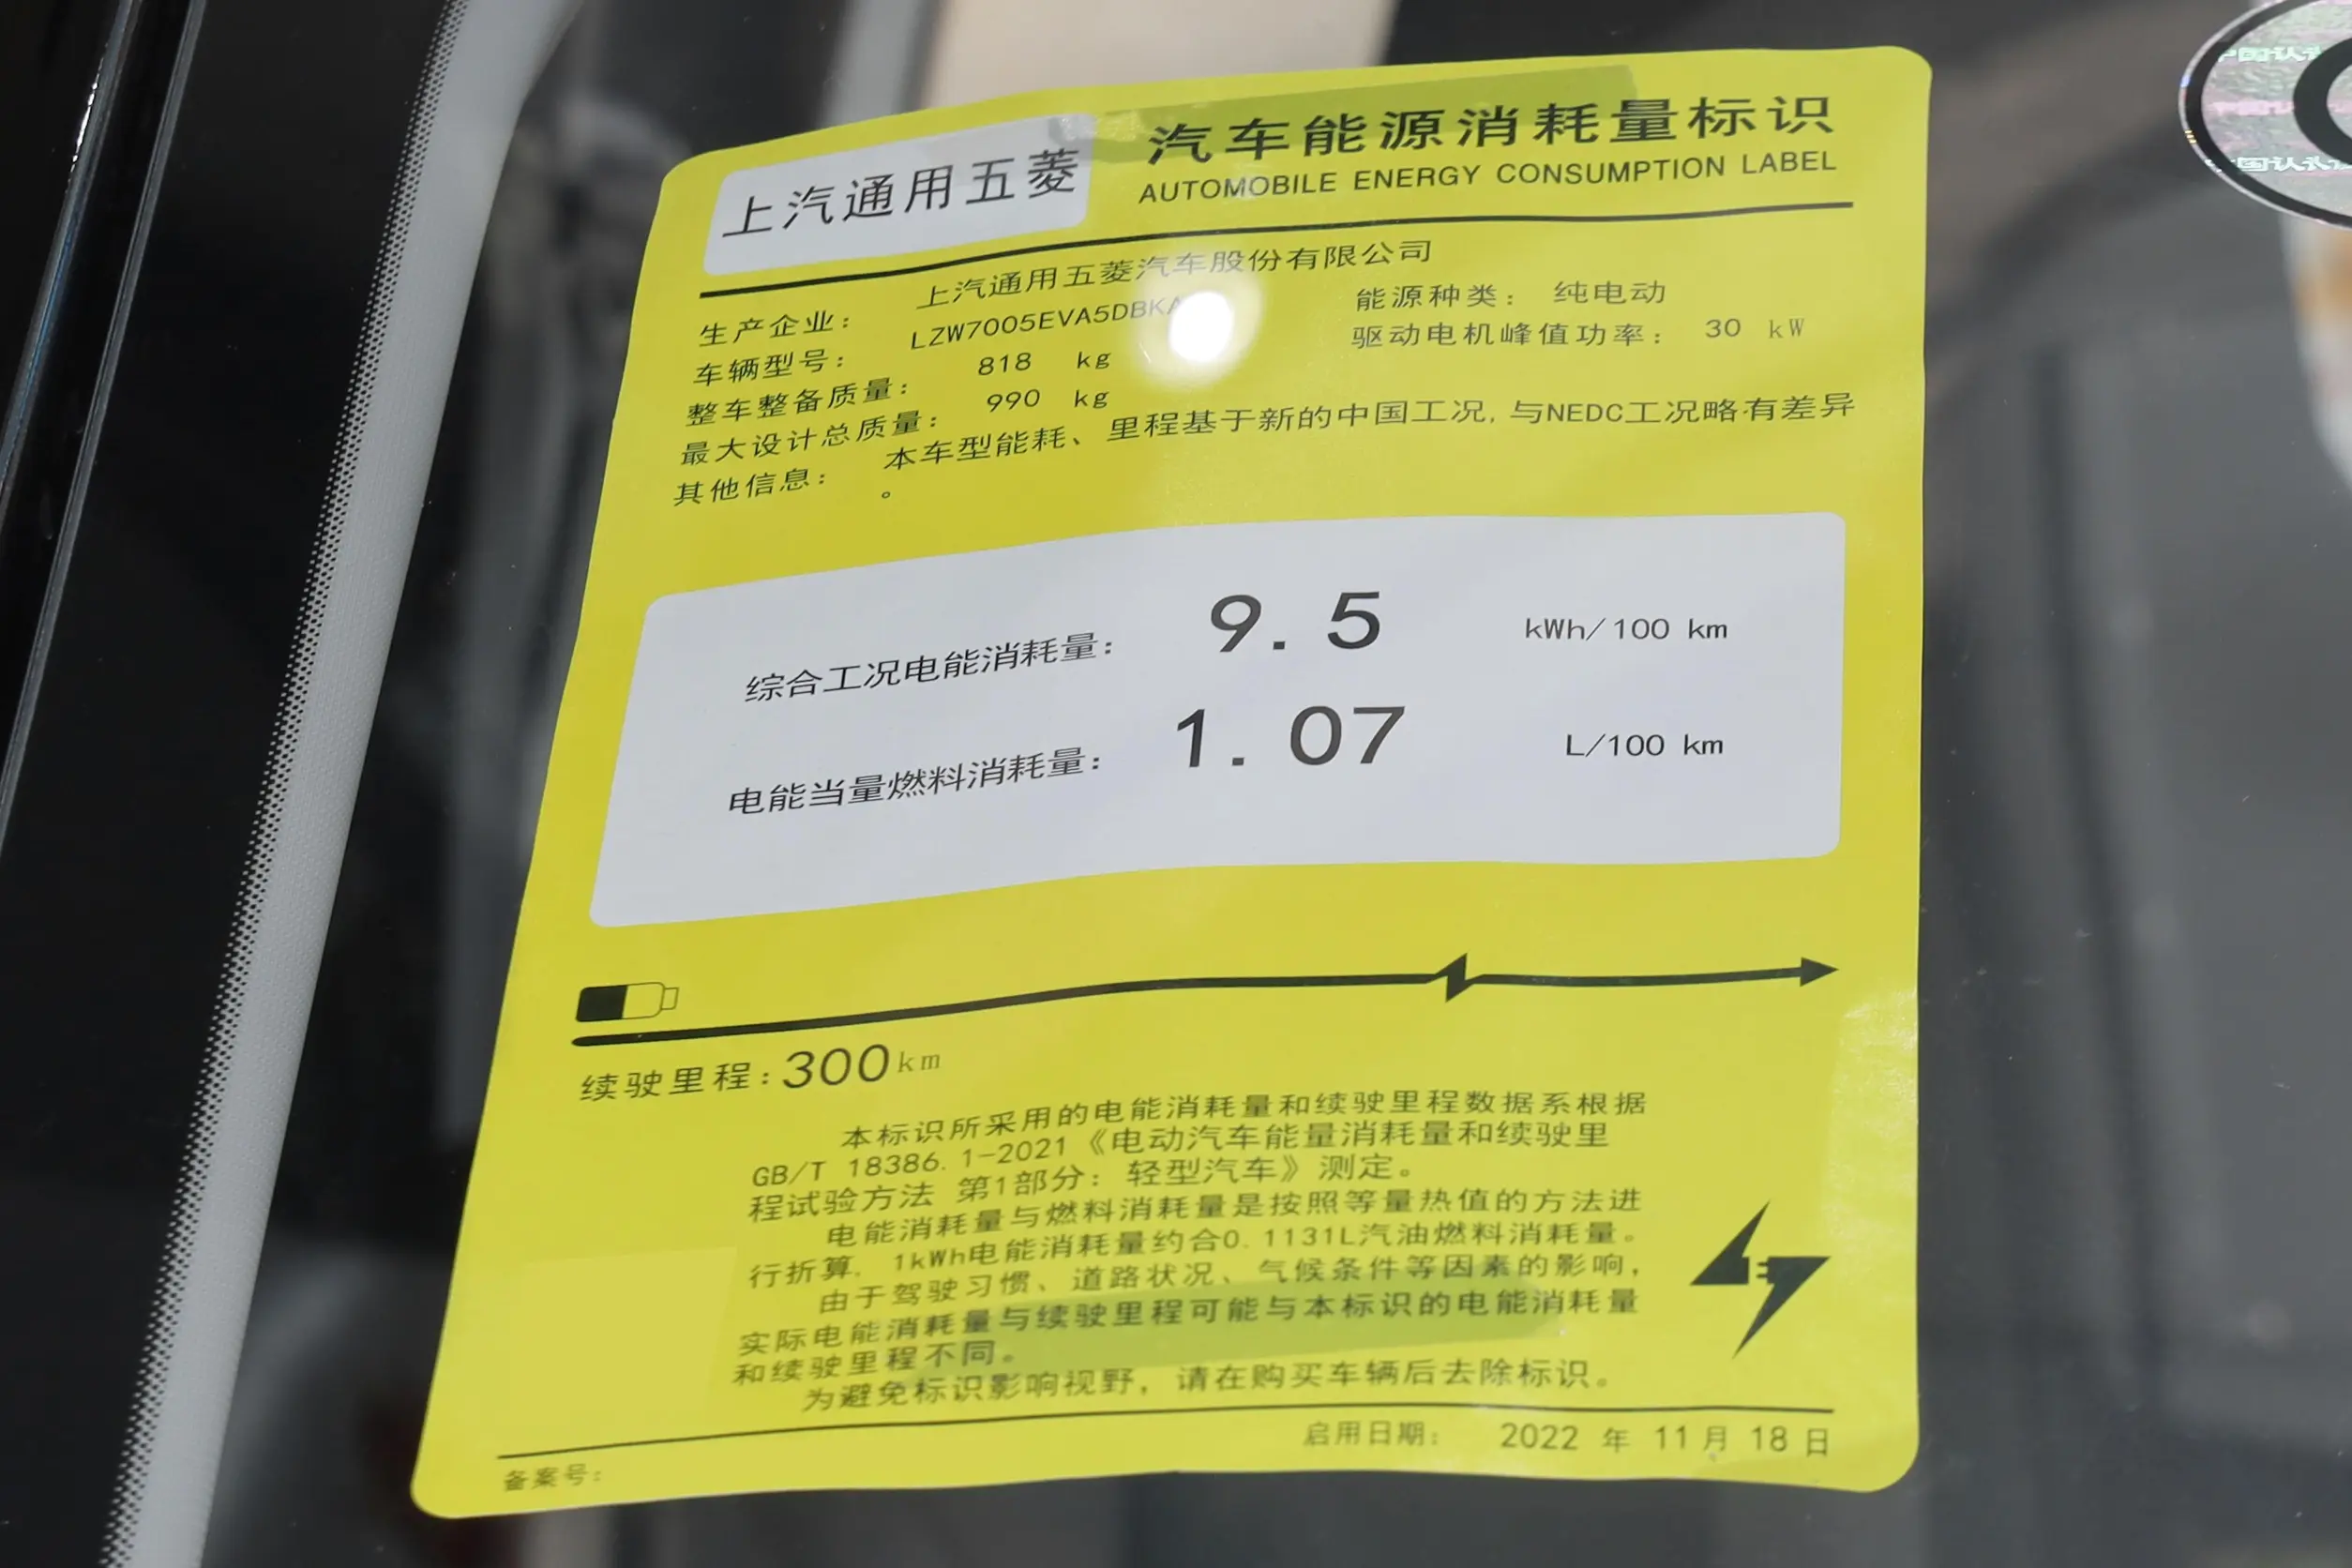 上汽通用五菱
汽车能源消耗量标识
AUTOMOBILE ENERGY CONSUMPTION LABEL
生产企业： 上汽通用五菱汽车股份有限公司
车辆型号： LZW7005EVA5DBKA
能源种类： 纯电动
整车整备质量： 818 kg
驱动电机峰值功率： 30 kW
最大设计总质量： 990 kg
其他信息： 本车型能耗、里程基于新的中国工况, 与NEDC工况略有差异
。
综合工况电能消耗量： 9.5 kWh/100 km
电能当量燃料消耗量： 1.07 L/100 km
续驶里程：300km
本标识所采用的电能消耗量和续驶里程数据系根据
GB/T 18386.1-2021《电动汽车能量消耗量和续驶里
程试验方法 第1部分：轻型汽车》测定。
电能消耗量与燃料消耗量是按照等量热值的方法进
行折算. 1kWh电能消耗量约合0.1131L汽油燃料消耗量。
由于驾驶习惯、道路状况、气候条件等因素的影响，
实际电能消耗量与续驶里程可能与本标识的电能消耗量
和续驶里程不同。
为避免标识影响视野，请在购买车辆后去除标识。
备案号：
启用日期： 2022 年 11 月 18 日
中国认
国认